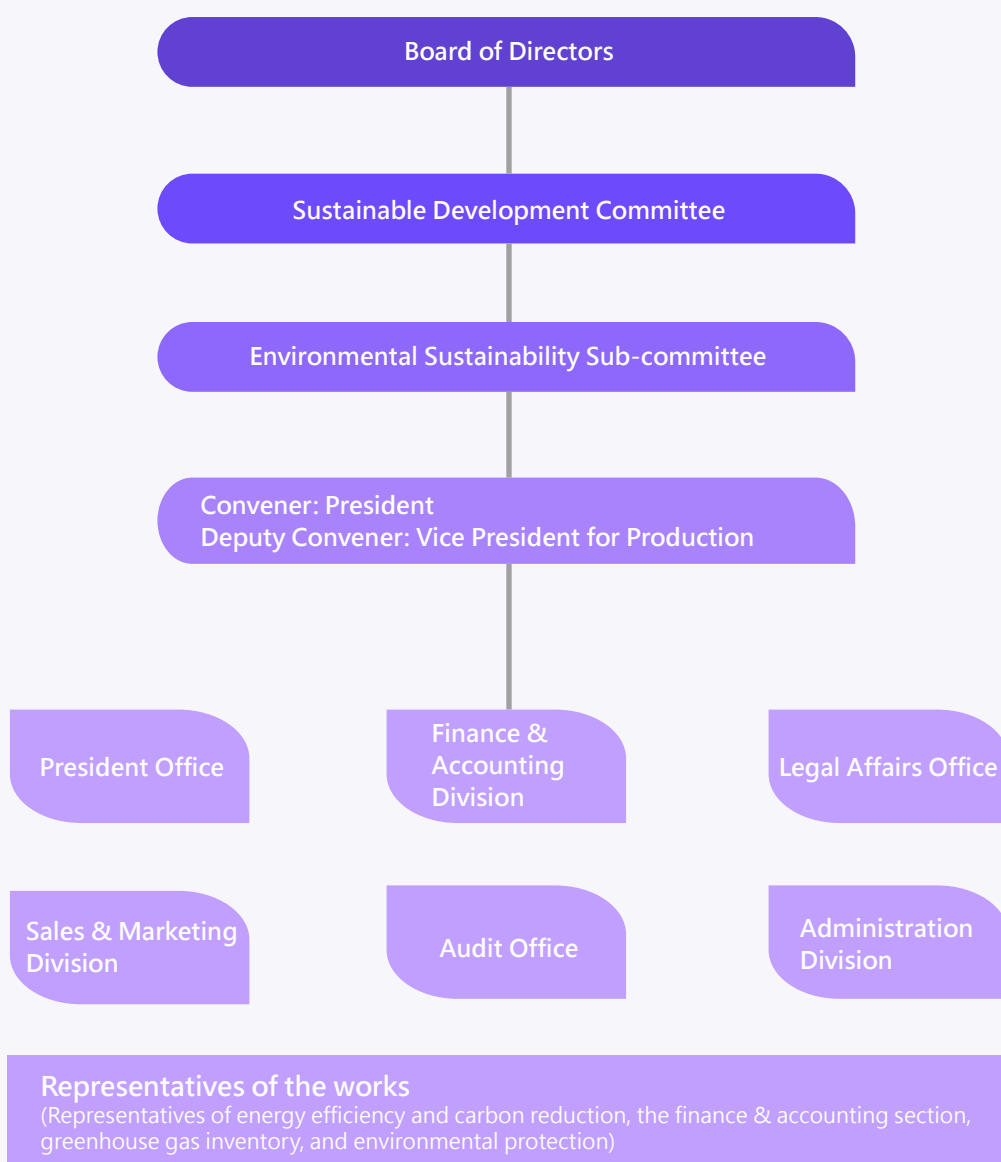 Board of Directors
Sustainable Development Committee
Environmental Sustainability Sub-committee
Convener: President
Deputy Convener: Vice President for Production
President Office
Finance &
Accounting
Division
Legal Affairs Office
Sales & Marketing
Division
Audit Office
Administration
Division
Representatives of the works
(Representatives of energy efficiency and carbon reduction, the finance & accounting section,
greenhouse gas inventory, and environmental protection)